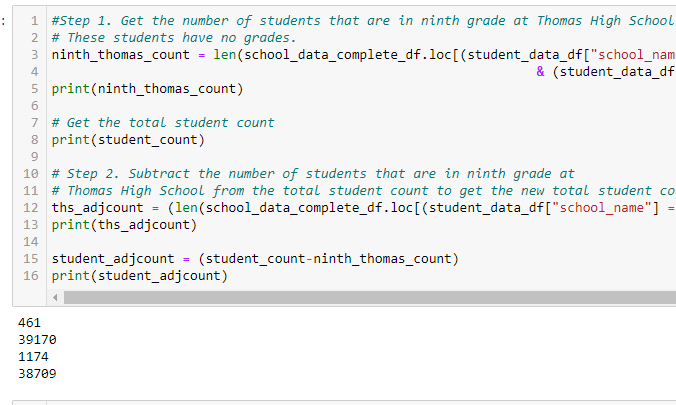 :
1 #Step 1. Get the number of students that are in ninth grade at Thomas High School
2 # These students have no grades.
3 ninth_thomas_count = len(school_data_complete_df.loc[(student_data_df["school_nam
4 & (student_data_df
5 print(ninth_thomas_count)
6
7 # Get the total student count
8 print(student_count)
9
10 # Step 2. Subtract the number of students that are in ninth grade at
11 # Thomas High School from the total student count to get the new total student co
12 ths_adjcount = (len(school_data_complete_df.loc[(student_data_df["school_name"] =
13 print(ths_adjcount)
14
15 student_adjcount = (student_count-ninth_thomas_count)
16 print(student_adjcount)
461
39170
1174
38709